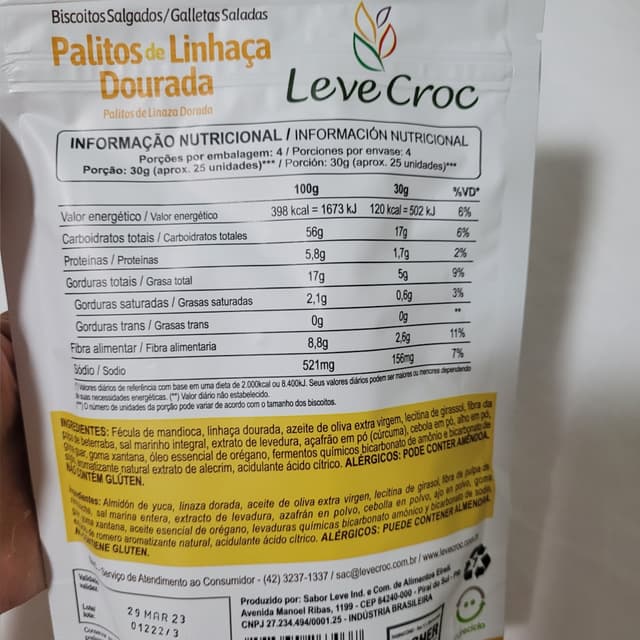 Biscoitos Salgados / Galletas Saladas
Palitos de Linhaça
Dourada
Palitos de Linaza Dorada
Leve Croc
INFORMAÇÃO NUTRICIONAL / INFORMACIÓN NUTRICIONAL
Porções por embalagem: 4 / Porciones por envase: 4
Porção: 30g (aprox. 25 unidades)*** / Porción: 30g (aprox. 25 unidades)***
100g 30g %VD*
Valor energético / Valor energético 398 kcal = 1673 kJ 120 kcal = 502 kJ 6%
Carboidratos totais / Carboidratos totales 56g 17g 6%
Proteínas / Proteínas 5,8g 1,7g 2%
Gorduras totais / Grasa total 17g 5g 9%
Gorduras saturadas / Grasas saturadas 2,1g 0,6g 3%
Gorduras trans / Grasas trans 0g 0g **
Fibra alimentar / Fibra alimentaria 8,8g 2,6g 11%
Sódio / Sodio 521mg 156mg 7%
(*) Valores diários de referência com base em uma dieta de 2.000kcal ou 8.400kJ. Seus valores diários podem ser maiores ou menores dependendo
de suas necessidades energéticas. (**) Valor diário não estabelecido.
(***) O número de unidades da porção pode variar de acordo com o tamanho dos biscoitos.
INGREDIENTES: Fécula de mandioca, linhaça dourada, azeite de oliva extra virgem, lecitina de girassol, fibra da
polpa de beterraba, sal marinho integral, extrato de levedura, açafrão em pó (cúrcuma), cebola em pó, alho em pó,
goma guar, goma xantana, óleo essencial de orégano, fermentos químicos bicarbonato de amônio e bicarbonato de
sódio, aromatizante natural extrato de alecrim, acidulante ácido cítrico. ALÉRGICOS: PODE CONTER AMÊNDOA.
NÃO CONTÉM GLÚTEN.
Ingredientes: Almidón de yuca, linaza dorada, aceite de oliva extra virgen, lecitina de girasol, fibra de pulpa de
sal marina entera, extracto de levadura, azafrán en polvo, cebolla en polvo, ajo en polvo, goma
goma xantana, aceite esencial de orégano, levaduras químicas bicarbonato amónico y bicarbonato de sodio,
de romero aromatizante natural, acidulante ácido cítrico. ALÉRGICOS: PUEDE CONTENER ALMENDRA.
NO CONTIENE GLUTEN.
Serviço de Atendimento ao Consumidor - (42) 3237-1337 / sac@levecroc.com.br / www.levecroc.com.br
Validade
validez
Lote
lote
29 MAR 23
01222/3
Produzido por: Sabor Leve Ind. e Com. de Alimentos Eireli
Avenida Manoel Ribas, 1199 - CEP 84240-000 - Piraí do Sul - PR
CNPJ 27.234.494/0001.25 - INDÚSTRIA BRASILEIRA
recicla